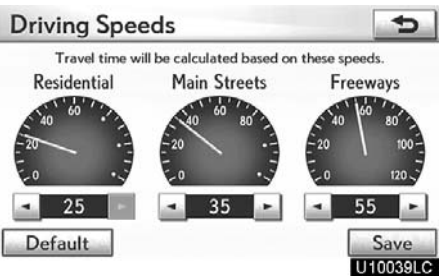 Driving Speeds
Travel time will be calculated based on these speeds.
Residential Main Streets Freeways
0 20 40 60
0 20 40 60 80
0 20 40 60 80 100 120
25 35 55
Default Save
U10039LC